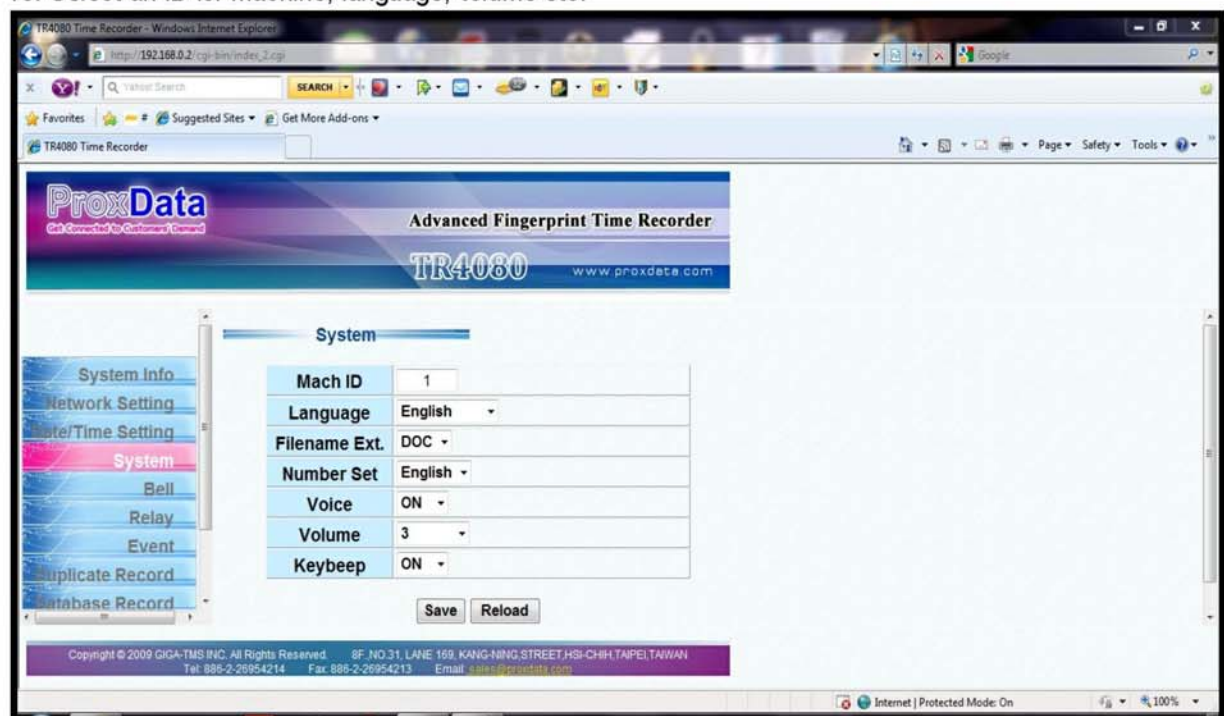 TR4080 Time Recorder - Windows Internet Explorer
http://192.168.0.2/cgi-bin/index_2.cgi
Google
Yahoo! Search
SEARCH
Favorites
Suggested Sites
Get More Add-ons
TR4080 Time Recorder
Page
Safety
Tools
ProxData
Get Connected to Customers' Demand
Advanced Fingerprint Time Recorder
TR4080
www.proxdata.com
System
System Info
Network Setting
Date/Time Setting
System
Bell
Relay
Event
Duplicate Record
Database Record
Mach ID 1
Language English
Filename Ext. DOC
Number Set English
Voice ON
Volume 3
Keybeep ON
Save Reload
Copyright © 2009 GIGA-TMS INC. All Rights Reserved. 8F.,NO.31, LANE 169, KANG-NING,STREET,HSI-CHIH,TAIPEI,TAIWAN
Tel: 886-2-26954214 Fax: 886-2-26954213 Email: sales@proxdata.com
Internet | Protected Mode: On
100%